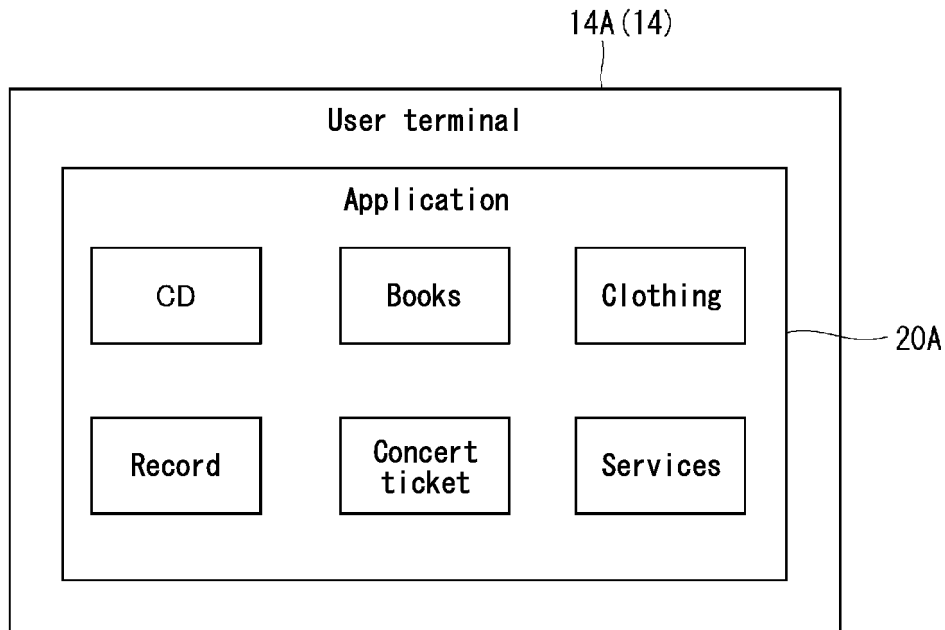 14A(14)
User terminal
Application
CD
Books
Clothing
20A
Record
Concert
ticket
Services